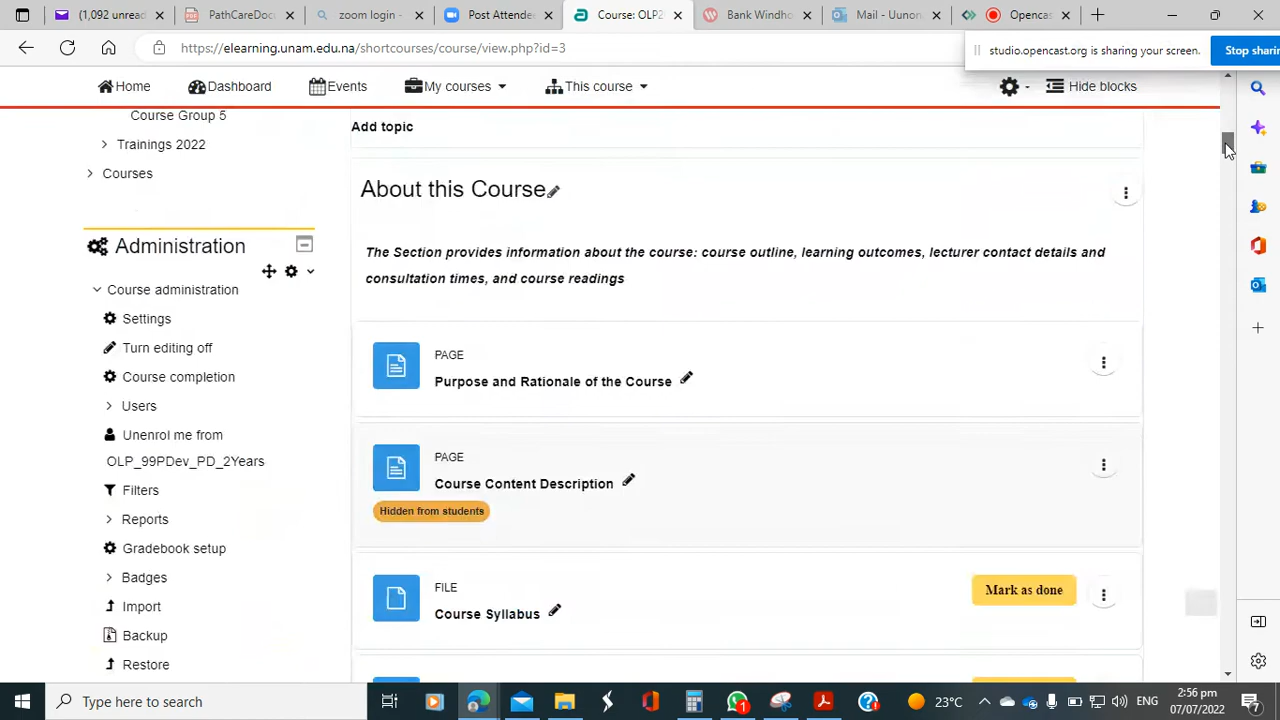 (1,092 unread
PathCareDoc
zoom login -
Post Attende
Course: OLP2
Bank Windho
Mail - Uunon
Opencas
https://elearning.unam.edu.na/shortcourses/course/view.php?id=3
studio.opencast.org is sharing your screen.
Stop sharin
Home
Dashboard
Events
My courses
This course
Hide blocks
Course Group 5
Trainings 2022
Courses
Administration
Course administration
Settings
Turn editing off
Course completion
Users
Unenrol me from
OLP_99PDev_PD_2Years
Filters
Reports
Gradebook setup
Badges
Import
Backup
Restore
Add topic
About this Course
The Section provides information about the course: course outline, learning outcomes, lecturer contact details and
consultation times, and course readings
PAGE
Purpose and Rationale of the Course
PAGE
Course Content Description
Hidden from students
FILE
Course Syllabus
Mark as done
Type here to search
1
23°C
ENG
2:56 pm
07/07/2022
7